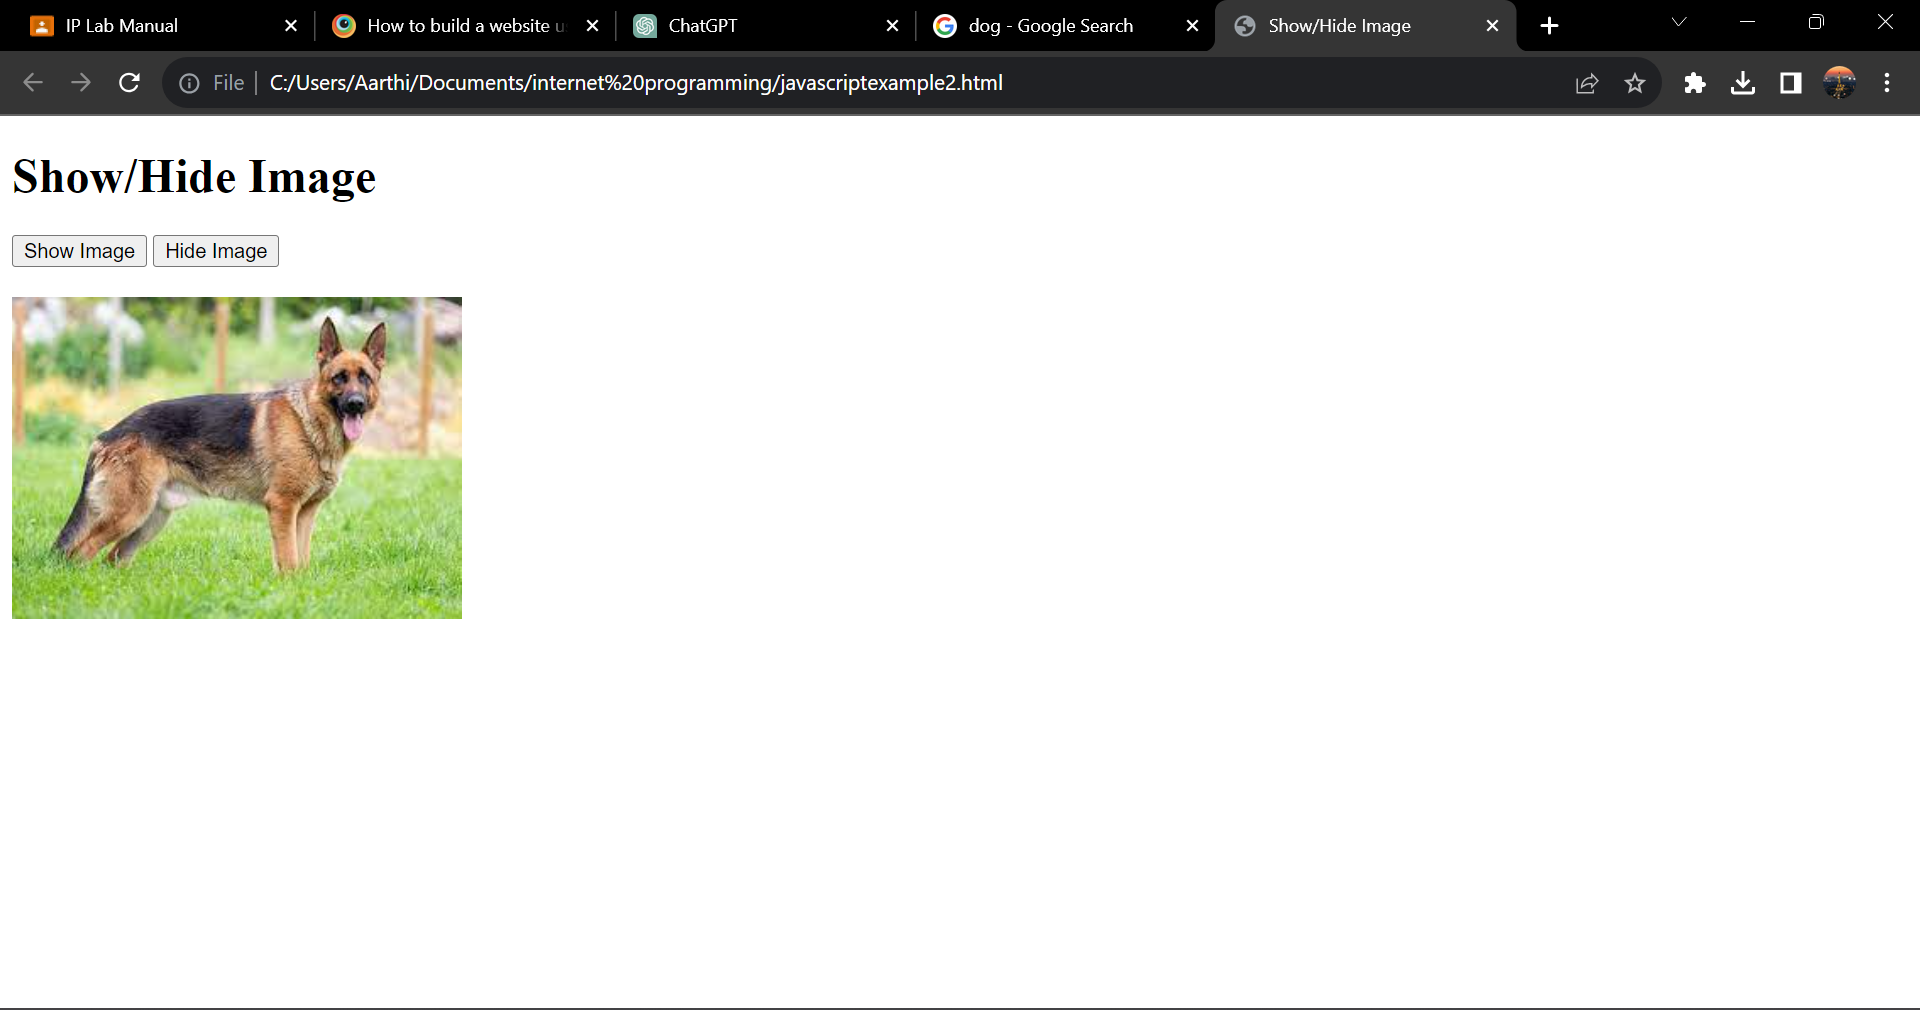 IP Lab Manual
How to build a website u
ChatGPT
dog - Google Search
Show/Hide Image
File
C:/Users/Aarthi/Documents/internet%20programming/javascriptexample2.html
Show/Hide Image
Show Image
Hide Image